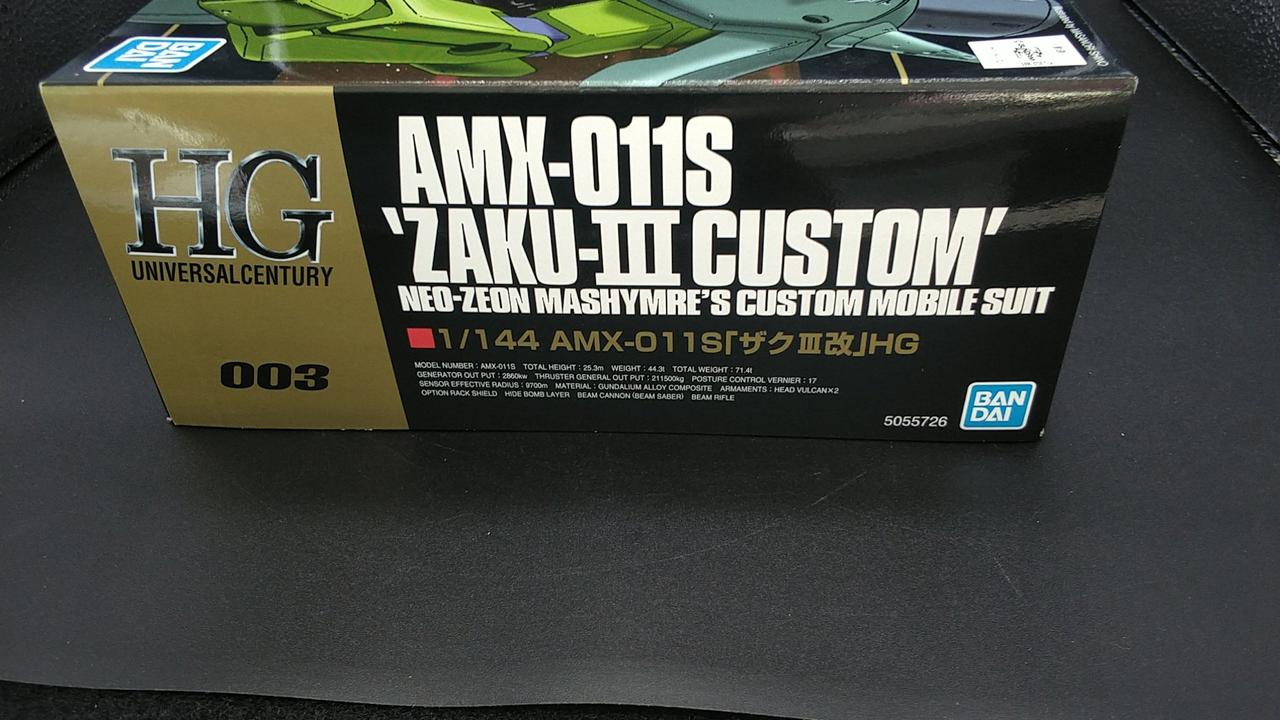 BAN
DAI
HG
UNIVERSALCENTURY
003
AMX-011S
'ZAKU-III CUSTOM'
NEO-ZEON MASHYMRE'S CUSTOM MOBILE SUIT
1/144 AMX-011S「ザクⅢ改」HG
MODEL NUMBER : AMX-011S TOTAL HEIGHT : 25.3m WEIGHT : 44.3t TOTAL WEIGHT : 71.4t
GENERATOR OUT PUT : 2860kw THRUSTER GENERAL OUT PUT : 211500kg POSTURE CONTROL VERNIER : 17
SENSOR EFFECTIVE RADIUS : 9700m MATERIAL : GUNDALIUM ALLOY COMPOSITE ARMAMENTS : HEAD VULCAN×2
OPTION RACK SHIELD HIDE BOMB LAYER BEAM CANNON (BEAM SABER) BEAM RIFLE
5055726
BAN
DAI